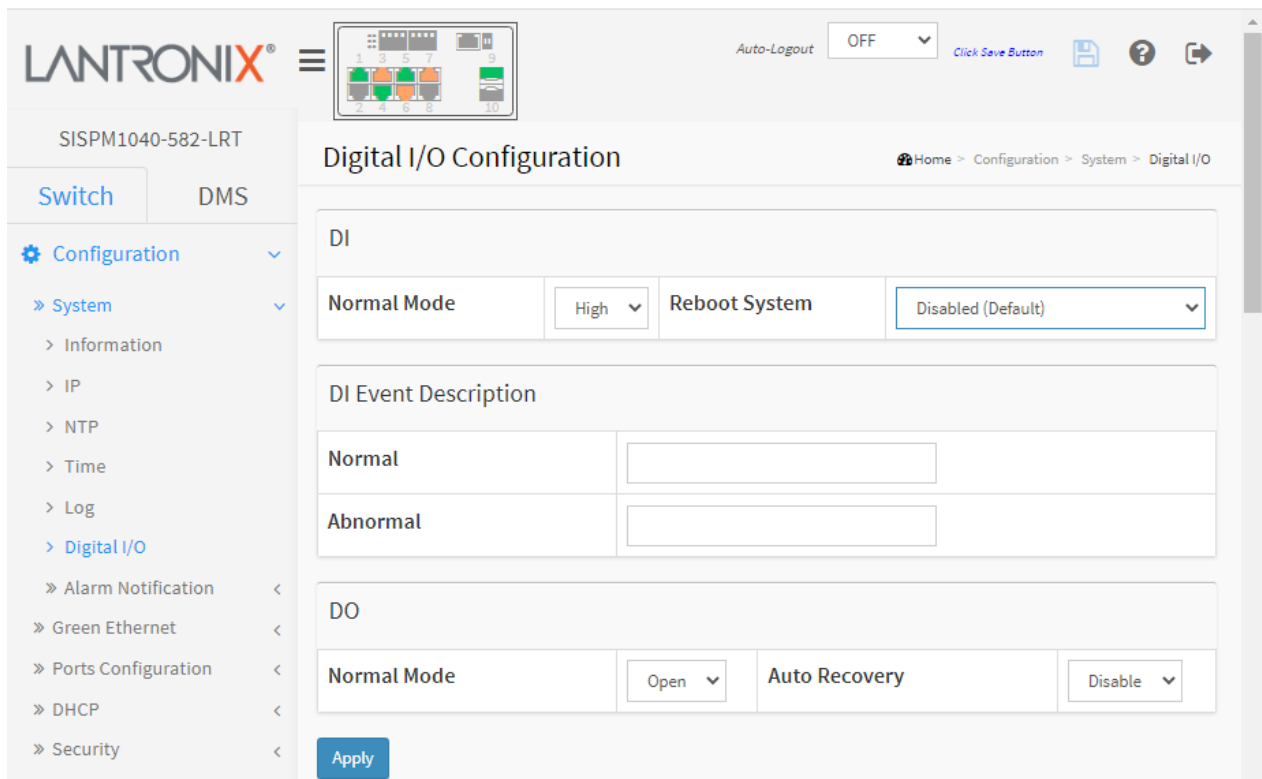 LANTRONIX®
1 3 5 7 9
2 4 6 8 10
Auto-Logout OFF Click Save Button
SISPM1040-582-LRT
Switch DMS
Configuration
System
Information
IP
NTP
Time
Log
Digital I/O
Alarm Notification
Green Ethernet
Ports Configuration
DHCP
Security
Digital I/O Configuration
Home > Configuration > System > Digital I/O
DI
Normal Mode High Reboot System Disabled (Default)
DI Event Description
Normal
Abnormal
DO
Normal Mode Open Auto Recovery Disable
Apply